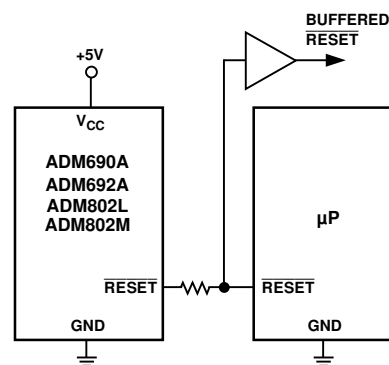 BUFFERED
RESET
+5V
VCC
ADM690A
ADM692A
ADM802L
ADM802M
μP
RESET
RESET
GND
GND